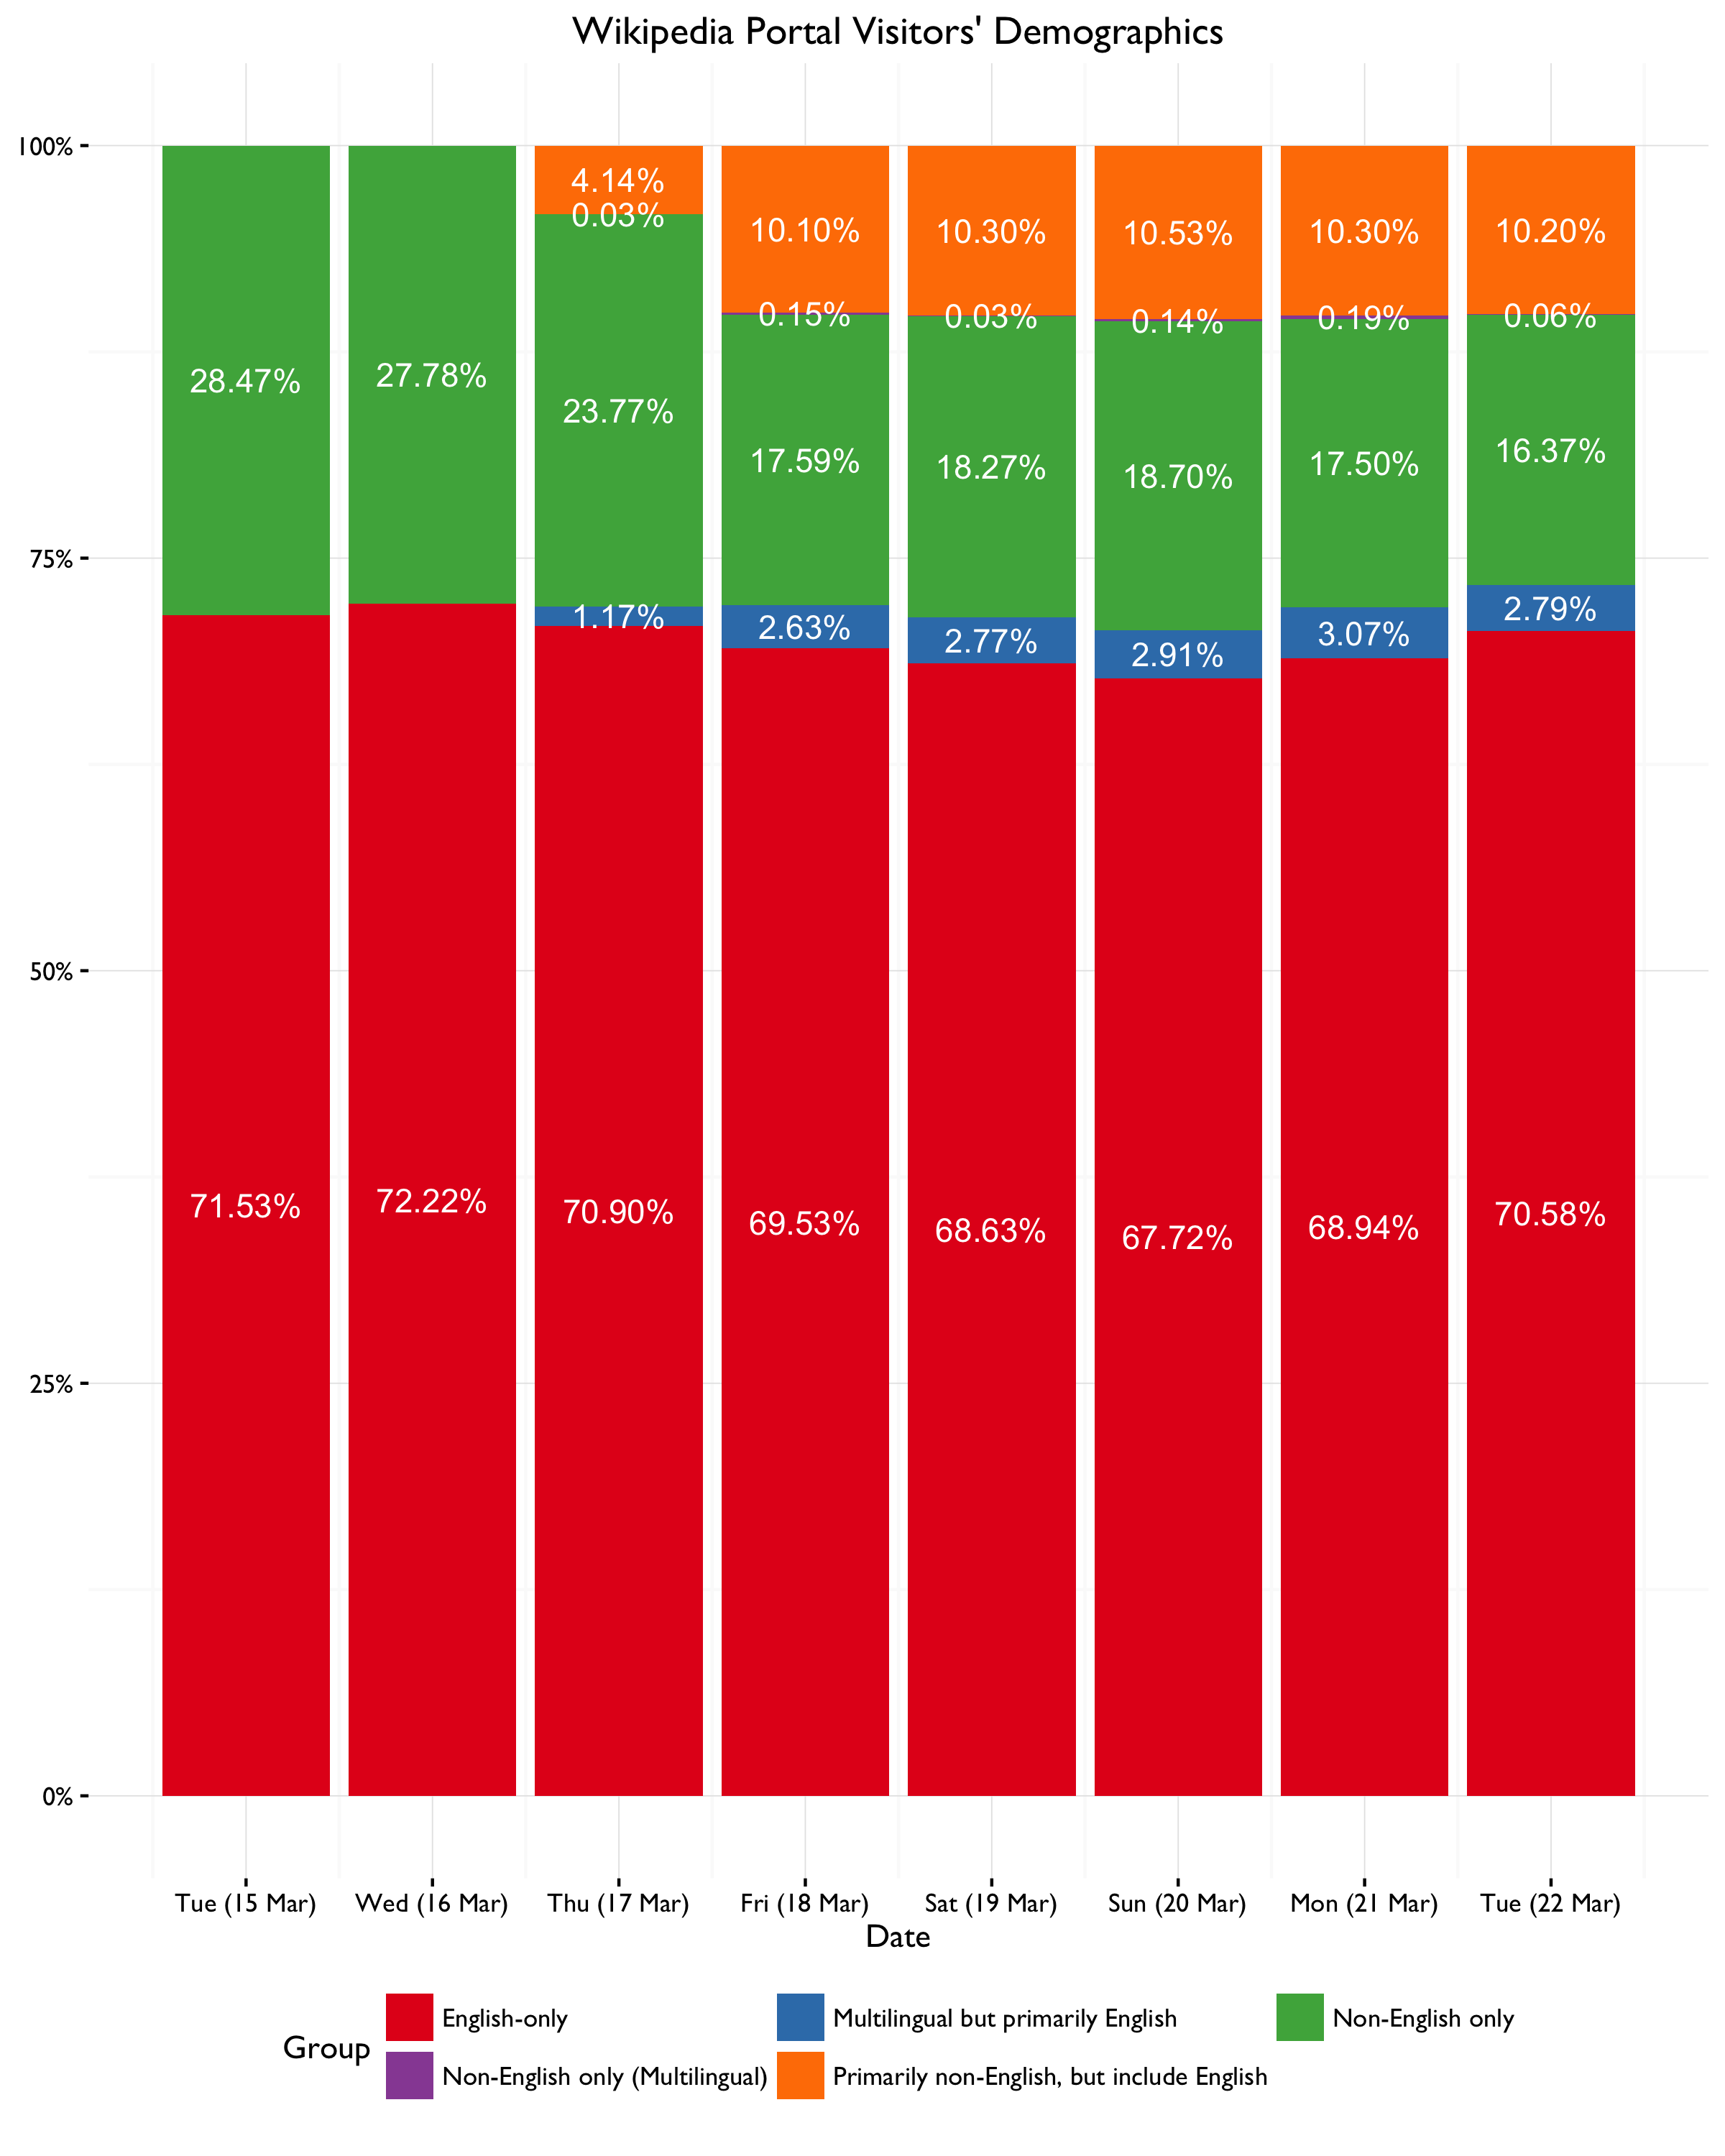 Wikipedia Portal Visitors' Demographics
100%
75%
50%
25%
0%
4.14%
0.03%
10.10%
10.30%
10.53%
10.30%
10.20%
0.15%
0.03%
0.14%
0.19%
0.06%
28.47%
27.78%
23.77%
17.59%
18.27%
18.70%
17.50%
16.37%
1.17%
2.63%
2.77%
2.91%
3.07%
2.79%
71.53%
72.22%
70.90%
69.53%
68.63%
67.72%
68.94%
70.58%
Tue (15 Mar)
Wed (16 Mar)
Thu (17 Mar)
Fri (18 Mar)
Sat (19 Mar)
Sun (20 Mar)
Mon (21 Mar)
Tue (22 Mar)
Date
Group
English-only
Multilingual but primarily English
Non-English only
Non-English only (Multilingual)
Primarily non-English, but include English